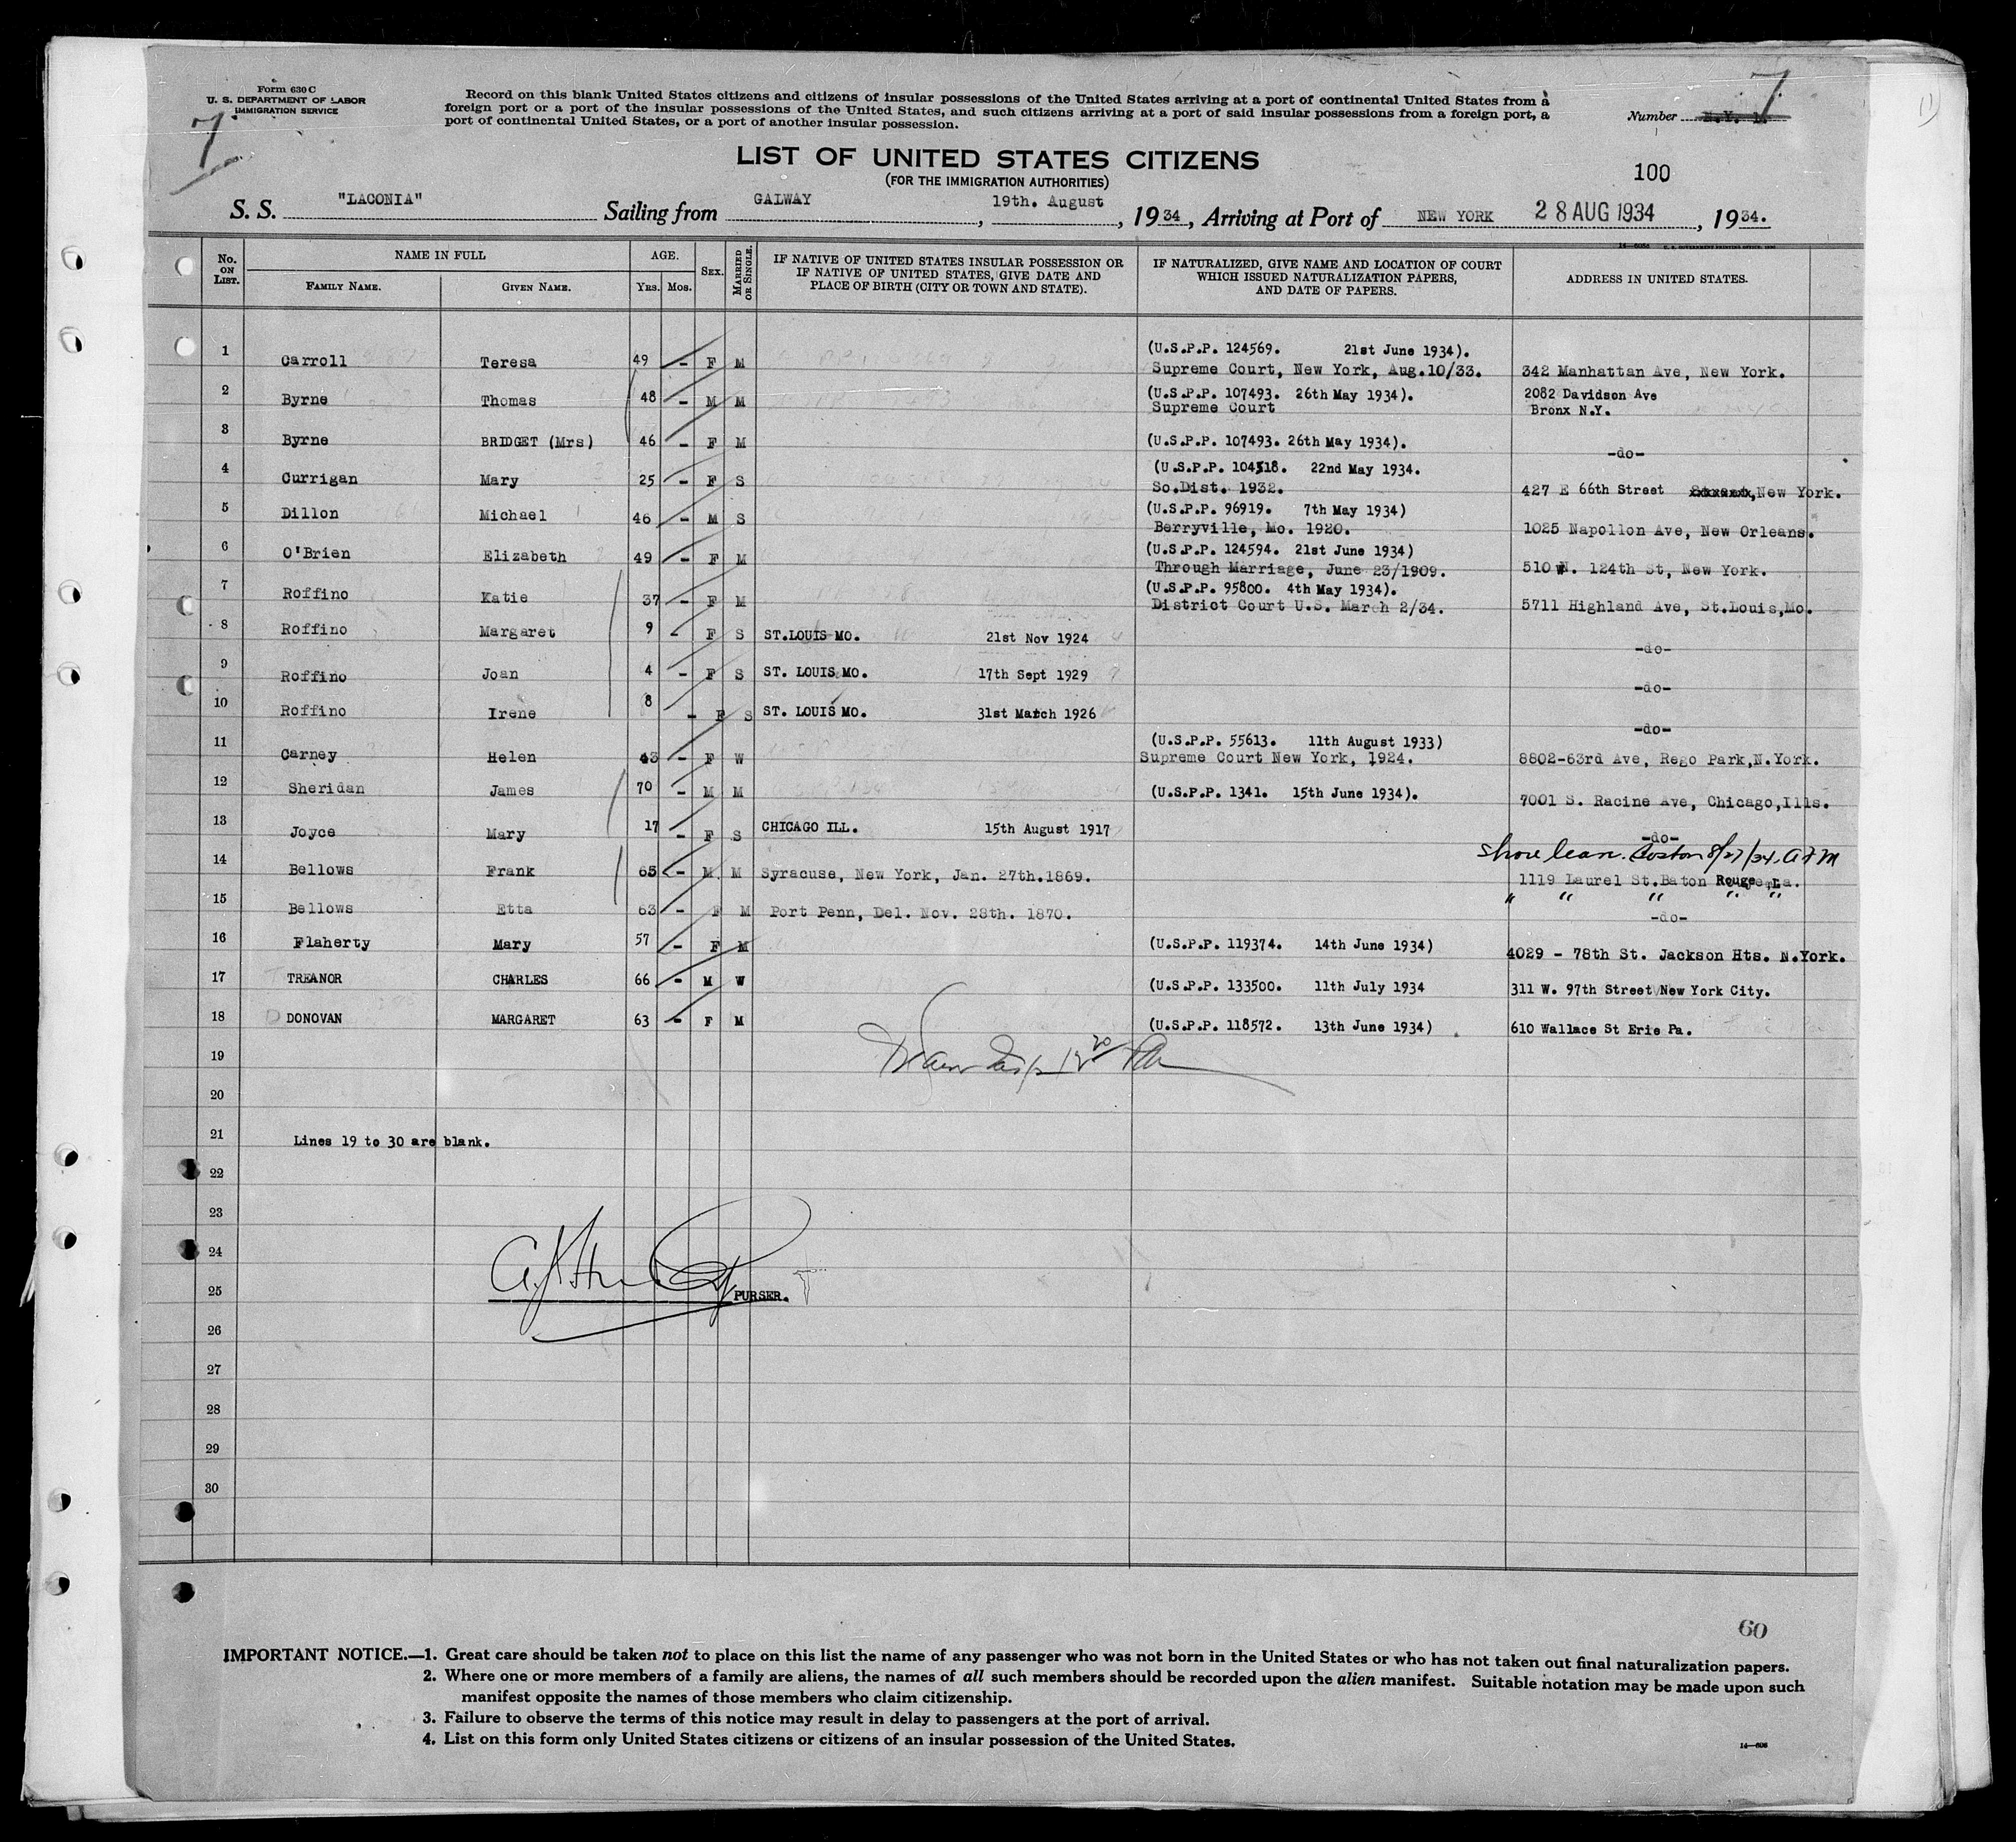 Form 630 C
U. S. DEPARTMENT OF LABOR
IMMIGRATION SERVICE
7
Record on this blank United States citizens and citizens of insular possessions of the United States arriving at a port of continental United States from a
foreign port or a port of the insular possessions of the United States, and such citizens arriving at a port of said insular possessions from a foreign port, a
port of continental United States, or a port of another insular possession.
Number N.Y. 7
LIST OF UNITED STATES CITIZENS
(FOR THE IMMIGRATION AUTHORITIES)
100
S. S. "LACONIA" Sailing from GALWAY, 19th. August, 1934, Arriving at Port of NEW YORK 28 AUG 1934, 1934.
No. ON LIST. NAME IN FULL FAMILY NAME. GIVEN NAME. AGE. YRS. MOS. SEX. MARRIED OR SINGLE. IF NATIVE OF UNITED STATES INSULAR POSSESSION OR IF NATIVE OF UNITED STATES, GIVE DATE AND PLACE OF BIRTH (CITY OR TOWN AND STATE). IF NATURALIZED, GIVE NAME AND LOCATION OF COURT WHICH ISSUED NATURALIZATION PAPERS, AND DATE OF PAPERS. ADDRESS IN UNITED STATES.
1 Carroll Teresa 49 - F M (U.S.P.P. 124569. 21st June 1934). Supreme Court, New York, Aug.10/33. 342 Manhattan Ave, New York.
2 Byrne Thomas 48 - M M (U.S.P.P. 107493. 26th May 1934). Supreme Court 2082 Davidson Ave Bronx N.Y.
3 Byrne BRIDGET (Mrs) 46 - F M (U.S.P.P. 107493. 26th May 1934). -do-
4 Currigan Mary 25 - F S (U.S.P.P. 104318. 22nd May 1934. So.Dist. 1932. 427 E 66th Street xxxxxxx,New York.
5 Dillon Michael 46 - M S (U.S.P.P. 96919. 7th May 1934) Berryville, Mo. 1920. 1025 Napollon Ave, New Orleans.
6 O'Brien Elizabeth 49 - F M (U.S.P.P. 124594. 21st June 1934) Through Marriage, June 23/1909. 510 W. 124th St, New York.
7 Roffino Katie 37 - F M (U.S.P.P. 95800. 4th May 1934). District Court U.S. March 2/34. 5711 Highland Ave, St.Louis,Mo.
8 Roffino Margaret 9 - F S ST.LOUIS MO. 21st Nov 1924 -do-
9 Roffino Joan 4 - F S ST. LOUIS MO. 17th Sept 1929 -do-
10 Roffino Irene 8 - F S ST. LOUIS MO. 31st March 1926 -do-
11 Carney Helen 43 - F W (U.S.P.P. 55613. 11th August 1933) Supreme Court New York, 1924. 8802-63rd Ave, Rego Park,N.York.
12 Sheridan James 70 - M M (U.S.P.P. 1341. 15th June 1934). 7001 S. Racine Ave, Chicago,Ills.
13 Joyce Mary 17 - F S CHICAGO ILL. 15th August 1917 -do-
Shore leave. Boston 8/27/34. A F M
14 Bellows Frank 65 - M M Syracuse, New York, Jan. 27th.1869. 1119 Laurel St.Baton Rouge La.
" " " " "
15 Bellows Etta 63 - F M Port Penn, Del. Nov. 28th. 1870. -do-
16 Flaherty Mary 57 - F M (U.S.P.P. 119374. 14th June 1934) 4029 - 78th St. Jackson Hts. N.York.
17 TREANOR CHARLES 66 - M W (U.S.P.P. 133500. 11th July 1934 311 W. 97th Street New York City.
18 DONOVAN MARGARET 63 - F M (U.S.P.P. 118572. 13th June 1934) 610 Wallace St Erie Pa.
19
20
21 Lines 19 to 30 are blank.
22
23
24
25 PURSER.
26
27
28
29
30
60
IMPORTANT NOTICE.—1. Great care should be taken not to place on this list the name of any passenger who was not born in the United States or who has not taken out final naturalization papers.
2. Where one or more members of a family are aliens, the names of all such members should be recorded upon the alien manifest. Suitable notation may be made upon such
manifest opposite the names of those members who claim citizenship.
3. Failure to observe the terms of this notice may result in delay to passengers at the port of arrival.
4. List on this form only United States citizens or citizens of an insular possession of the United States.